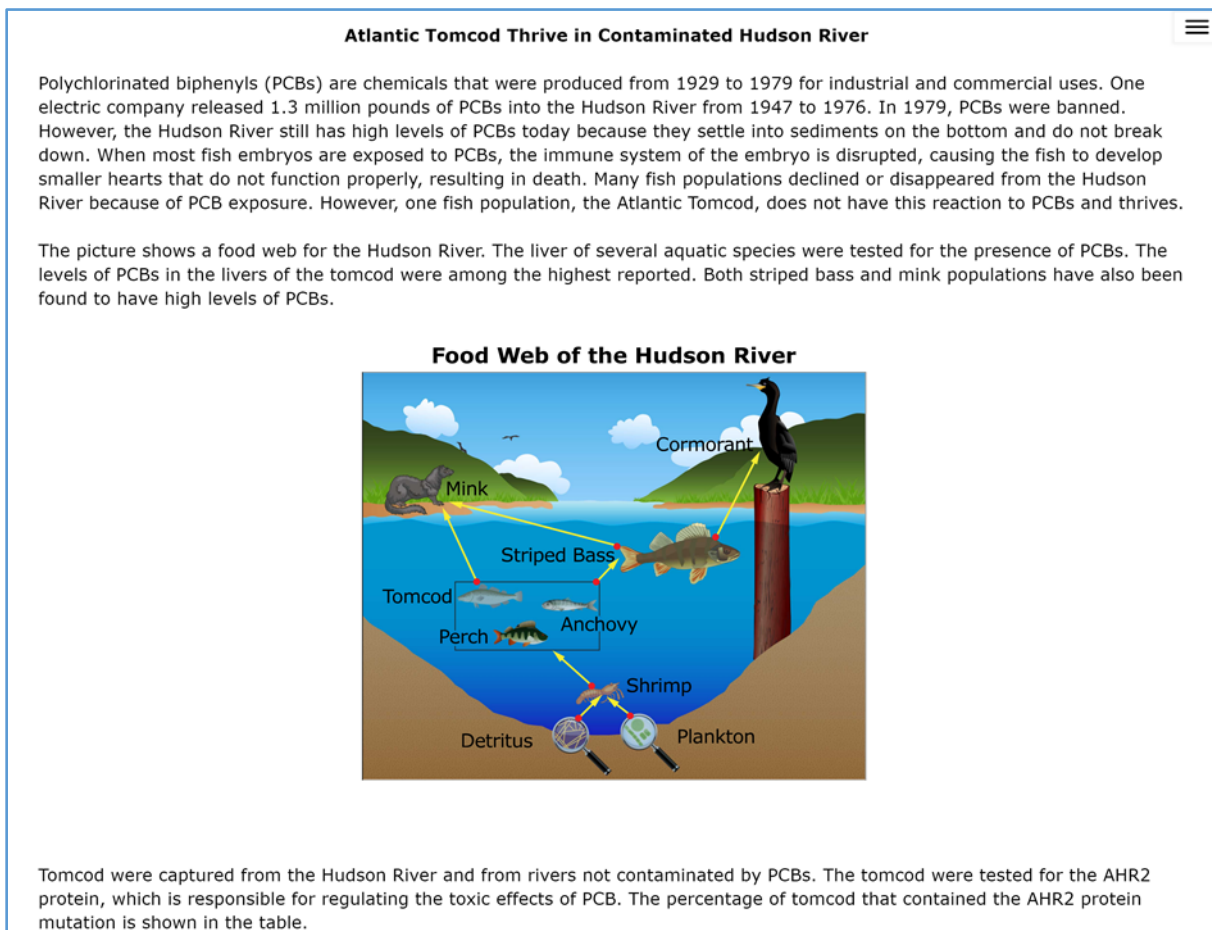 Atlantic Tomcod Thrive in Contaminated Hudson River
Polychlorinated biphenyls (PCBs) are chemicals that were produced from 1929 to 1979 for industrial and commercial uses. One
electric company released 1.3 million pounds of PCBs into the Hudson River from 1947 to 1976. In 1979, PCBs were banned.
However, the Hudson River still has high levels of PCBs today because they settle into sediments on the bottom and do not break
down. When most fish embryos are exposed to PCBs, the immune system of the embryo is disrupted, causing the fish to develop
smaller hearts that do not function properly, resulting in death. Many fish populations declined or disappeared from the Hudson
River because of PCB exposure. However, one fish population, the Atlantic Tomcod, does not have this reaction to PCBs and thrives.
The picture shows a food web for the Hudson River. The liver of several aquatic species were tested for the presence of PCBs. The
levels of PCBs in the livers of the tomcod were among the highest reported. Both striped bass and mink populations have also been
found to have high levels of PCBs.
Food Web of the Hudson River
Cormorant
Mink
Striped Bass
Tomcod
Anchovy
Perch
Shrimp
Detritus
Plankton
Tomcod were captured from the Hudson River and from rivers not contaminated by PCBs. The tomcod were tested for the AHR2
protein, which is responsible for regulating the toxic effects of PCB. The percentage of tomcod that contained the AHR2 protein
mutation is shown in the table.